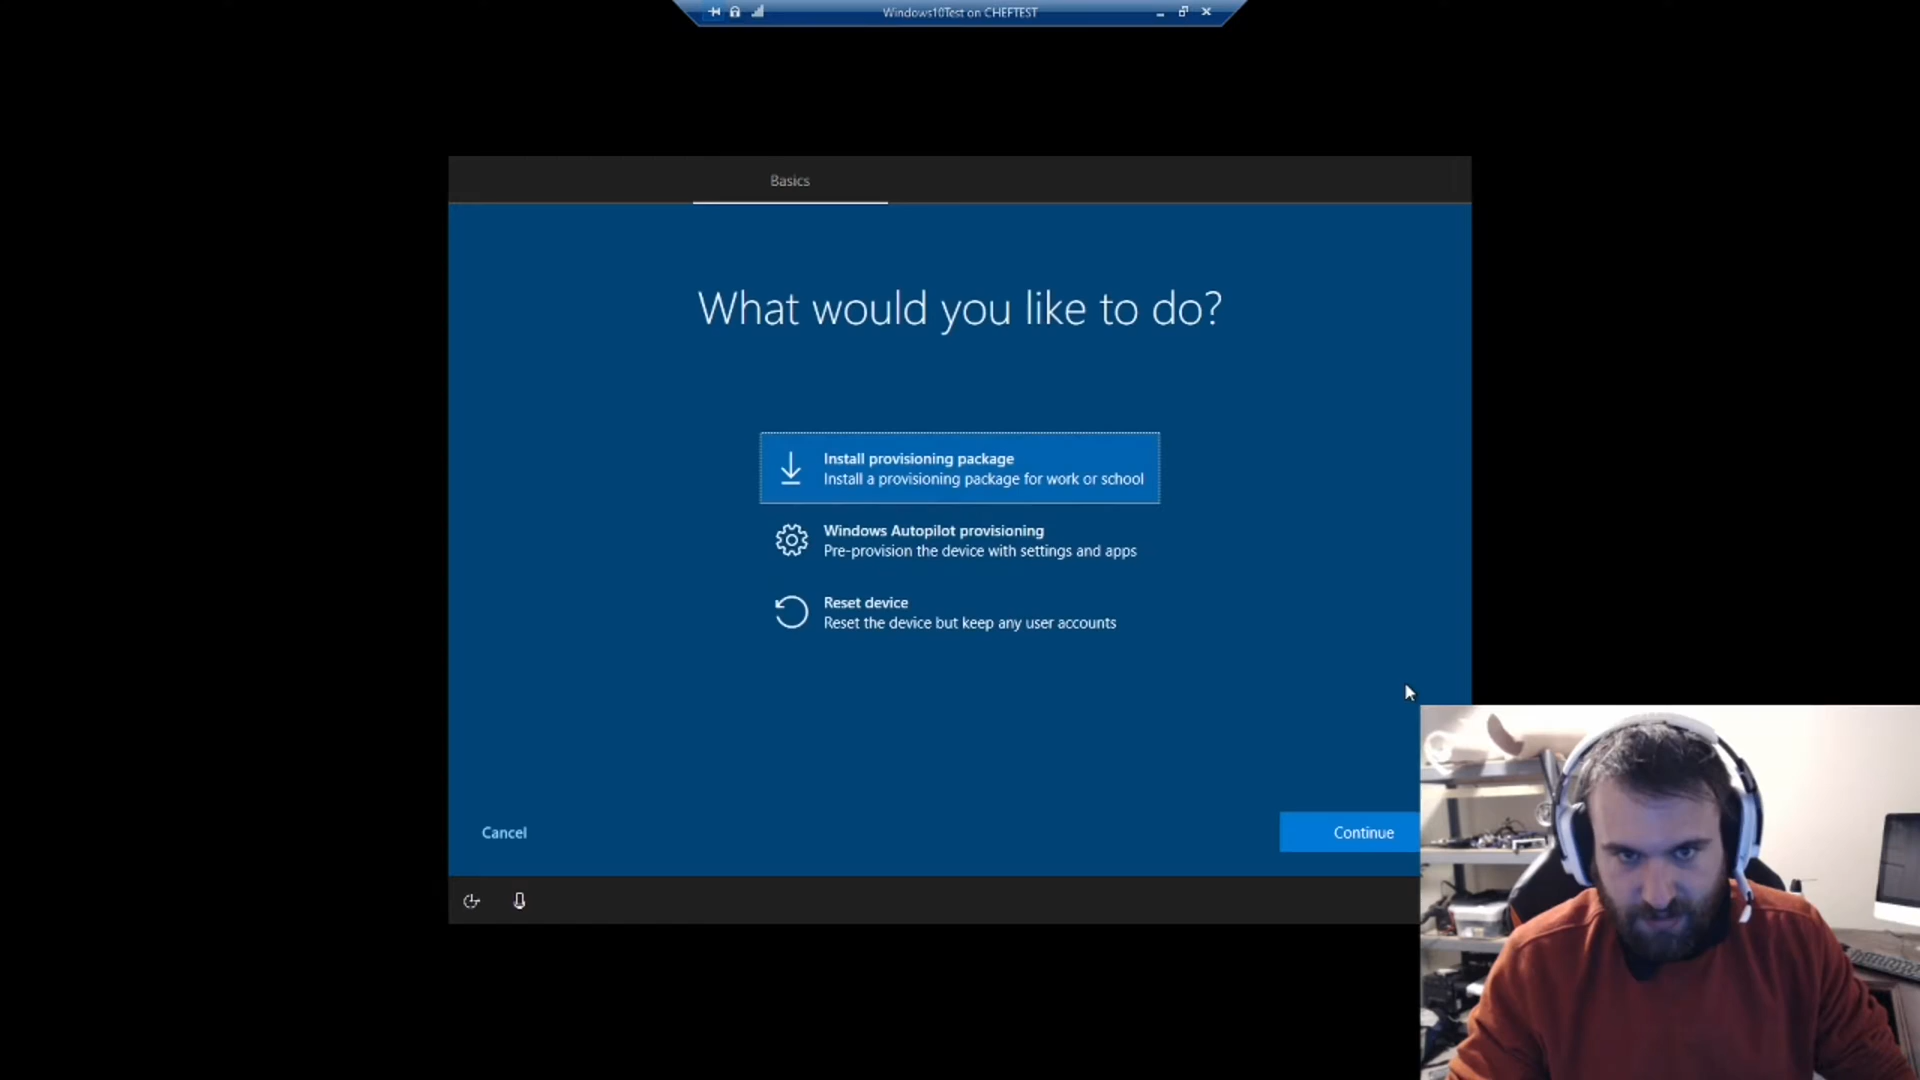 Windows10Test on CHEFTEST
Basics
What would you like to do?
Install provisioning package
Install a provisioning package for work or school
Windows Autopilot provisioning
Pre-provision the device with settings and apps
Reset device
Reset the device but keep any user accounts
Cancel
Continue